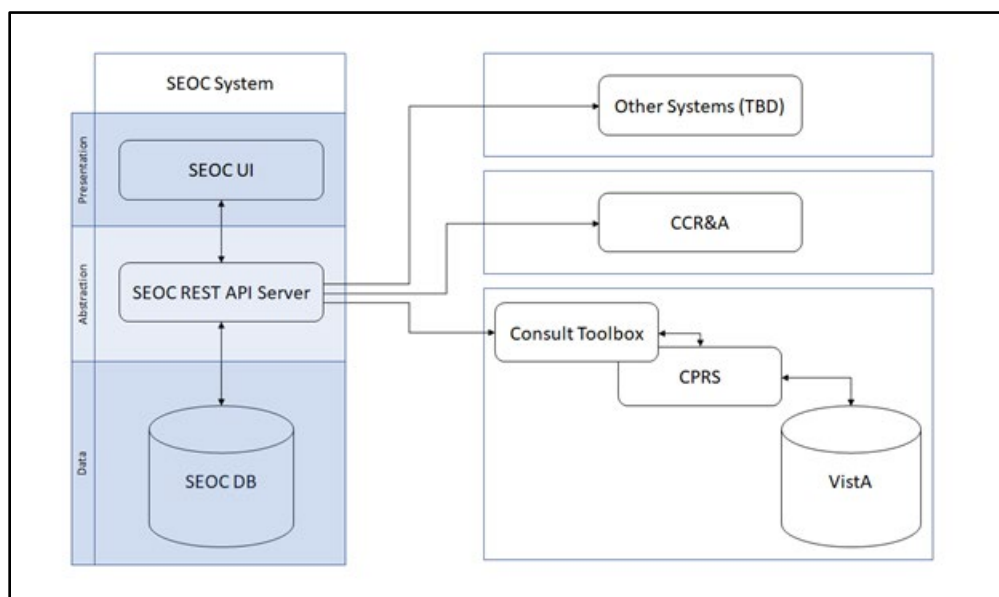 SEOC System
Presentation
SEOC UI
Abstraction
SEOC REST API Server
Data
SEOC DB
Other Systems (TBD)
CCR&A
Consult Toolbox
CPRS
VistA